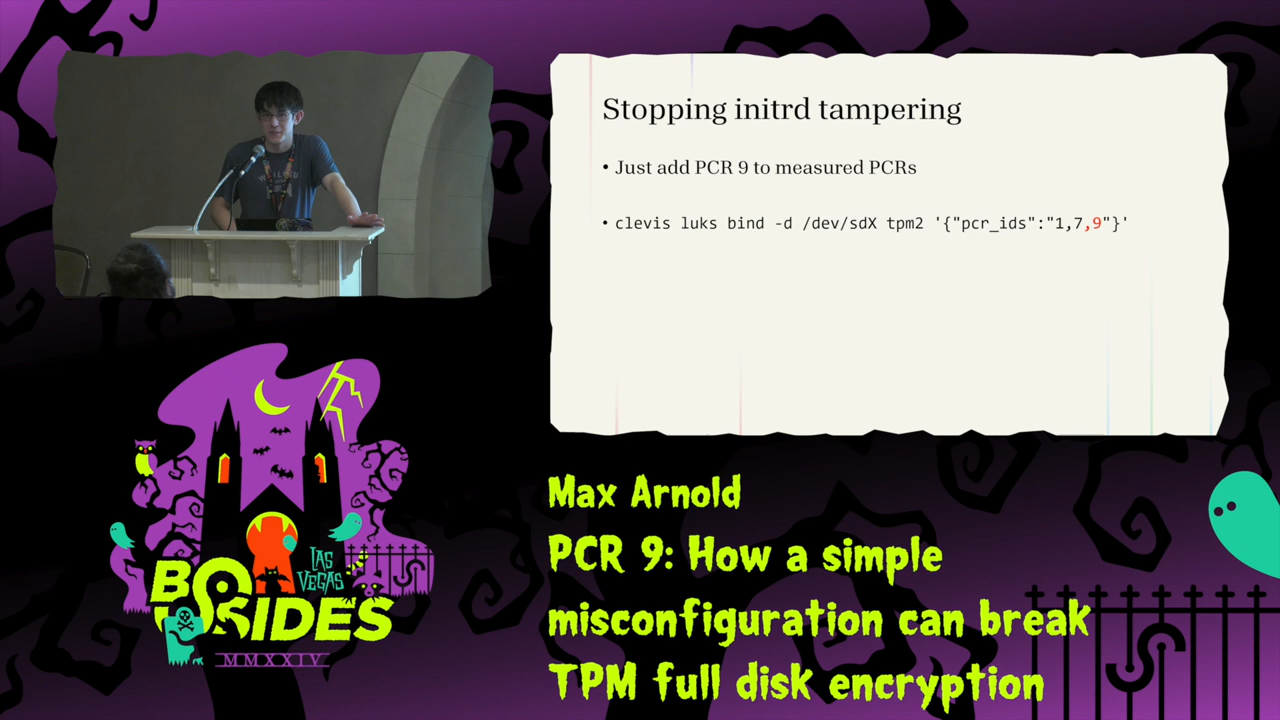 Stopping initrd tampering
• Just add PCR 9 to measured PCRs
• clevis luks bind -d /dev/sdX tpm2 '{"pcr_ids":"1,7,9"}'
BSIDES
LAS
VEGAS
MMXXIV
Max Arnold
PCR 9: How a simple
misconfiguration can break
TPM full disk encryption